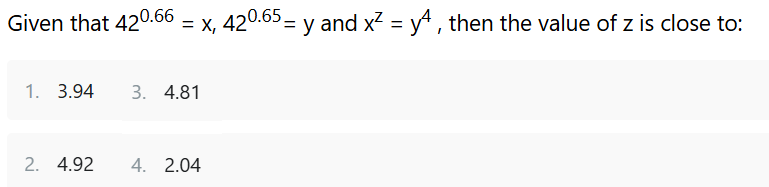 Given that 42^0.66 = x, 42^0.65 = y and x^z = y^4 , then the value of z is close to:
1. 3.94 3. 4.81
2. 4.92 4. 2.04